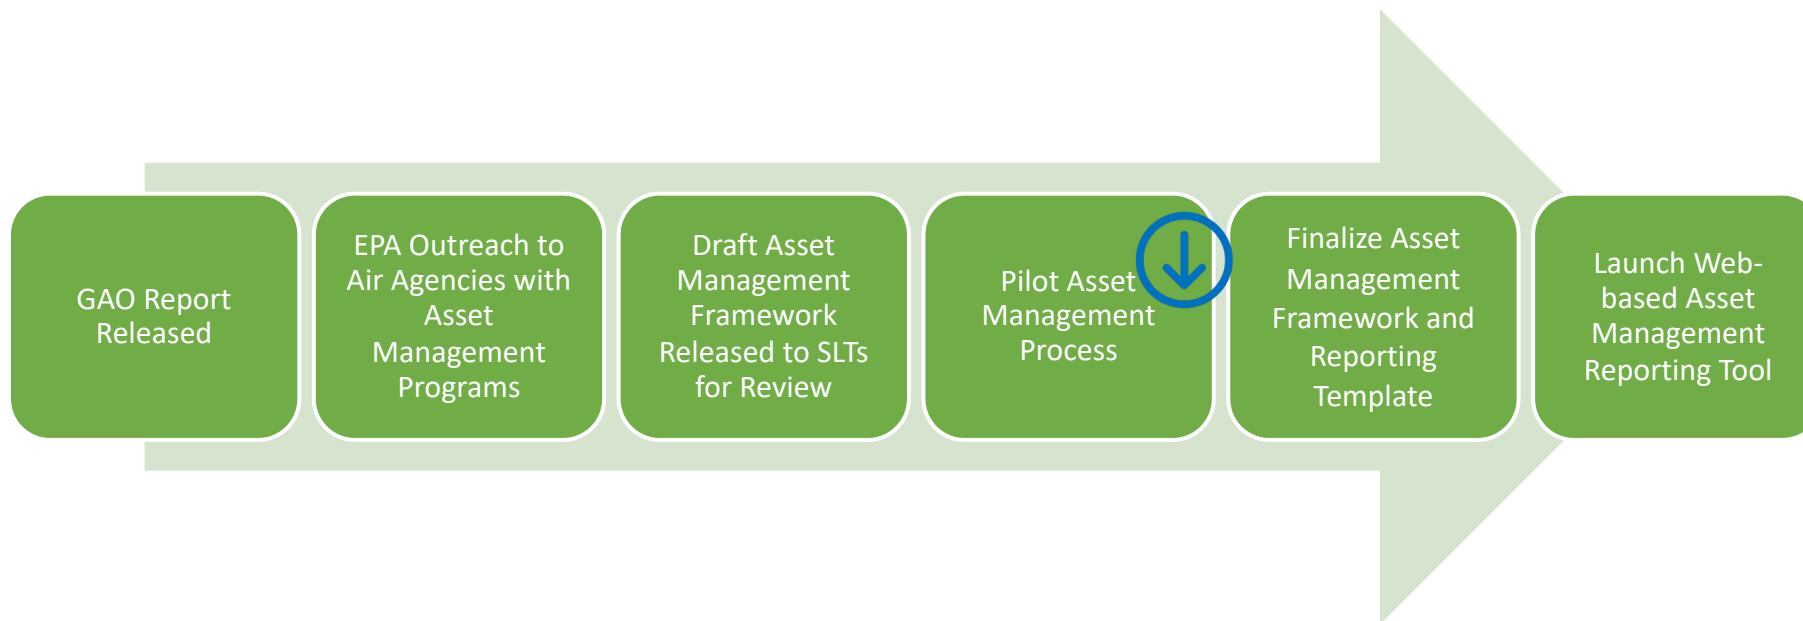 GAO Report
Released
EPA Outreach to
Air Agencies with
Asset
Management
Programs
Draft Asset
Management
Framework
Released to SLTs
for Review
Pilot Asset
Management
Process
Finalize Asset
Management
Framework and
Reporting
Template
Launch Web-
based Asset
Management
Reporting Tool